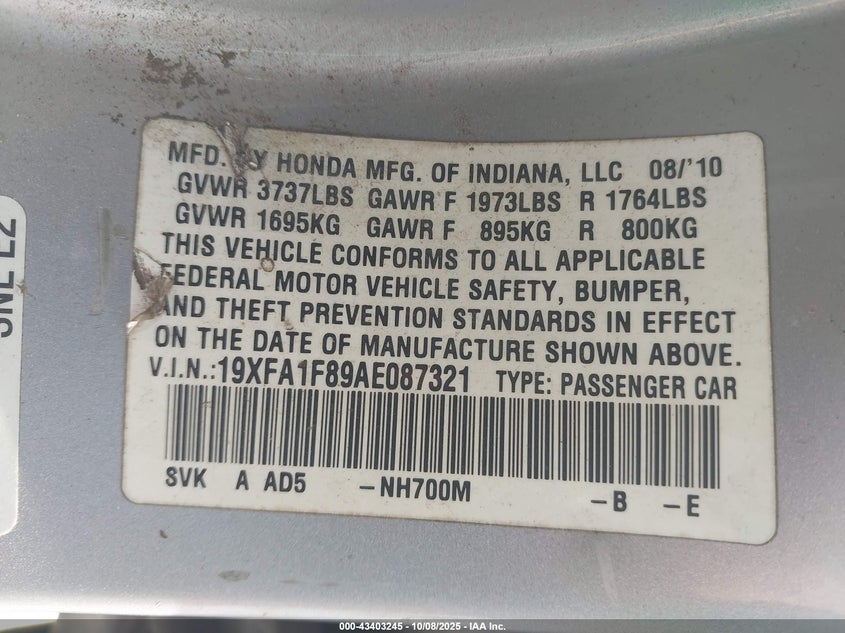 MFD. BY HONDA MFG. OF INDIANA, LLC 08/'10
GVWR 3737LBS GAWR F 1973LBS R 1764LBS
GVWR 1695KG GAWR F 895KG R 800KG
THIS VEHICLE CONFORMS TO ALL APPLICABLE
FEDERAL MOTOR VEHICLE SAFETY, BUMPER,
AND THEFT PREVENTION STANDARDS IN EFFECT
ON THE DATE OF MANUFACTURE SHOWN ABOVE.
V.I.N.:19XFA1F89AE087321 TYPE: PASSENGER CAR
SVK A AD5 -NH700M -B -E
000-43403245 - 10/08/2025 - IAA Inc.